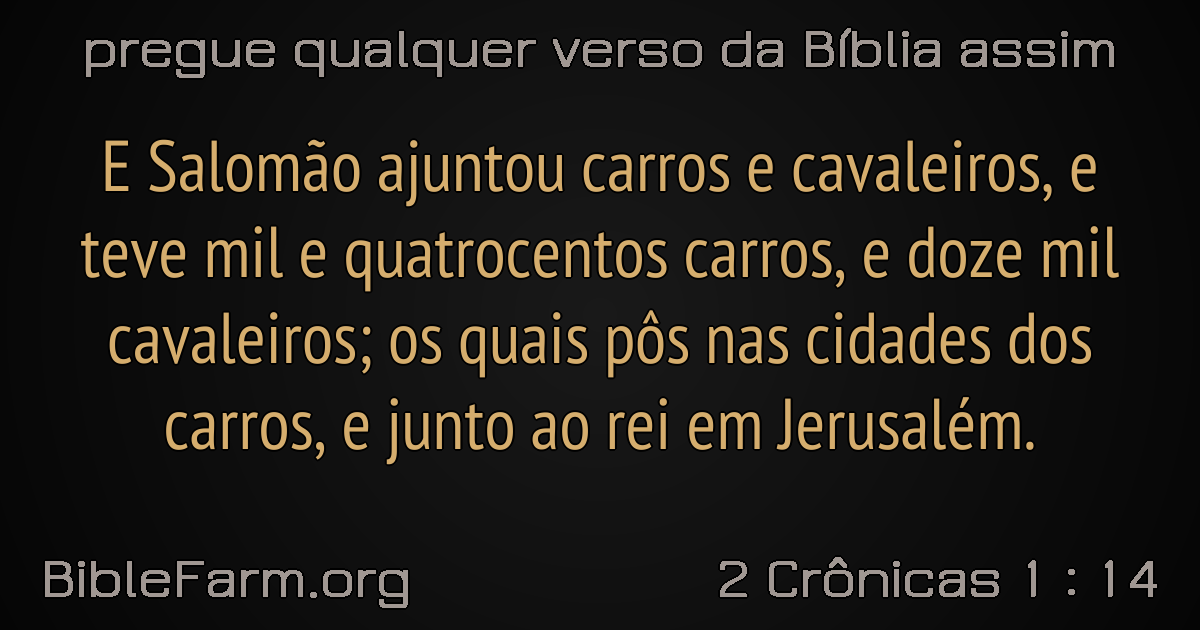 pregue qualquer verso da Bíblia assim
E Salomão ajuntou carros e cavaleiros, e
teve mil e quatrocentos carros, e doze mil
cavaleiros; os quais pôs nas cidades dos
carros, e junto ao rei em Jerusalém.
BibleFarm.org
2 Crônicas 1 : 14